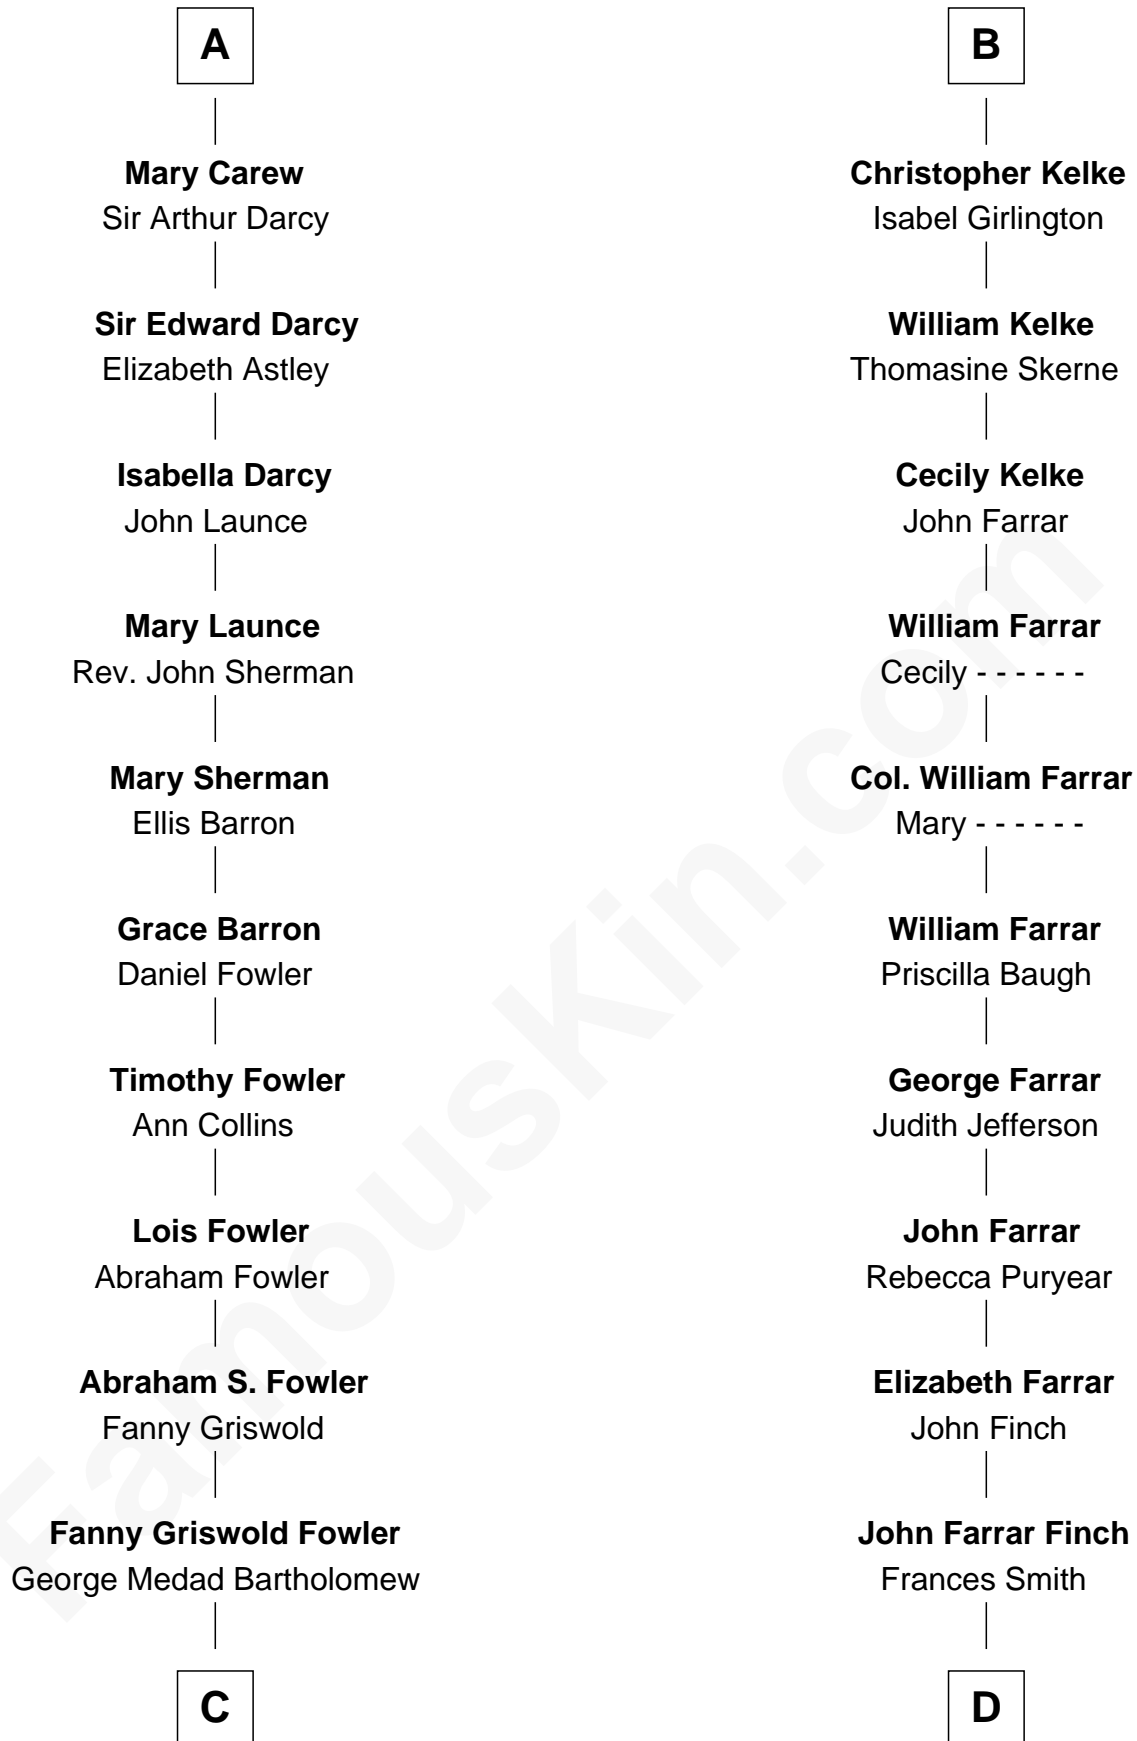 A
Mary Carew
Sir Arthur Darcy
Sir Edward Darcy
Elizabeth Astley
Isabella Darcy
John Launce
Mary Launce
Rev. John Sherman
Mary Sherman
Ellis Barron
Grace Barron
Daniel Fowler
Timothy Fowler
Ann Collins
Lois Fowler
Abraham Fowler
Abraham S. Fowler
Fanny Griswold
Fanny Griswold Fowler
George Medad Bartholomew
C
B
Christopher Kelke
Isabel Girlington
William Kelke
Thomasine Skerne
Cecily Kelke
John Farrar
William Farrar
Cecily - - - - - -
Col. William Farrar
Mary - - - - - -
William Farrar
Priscilla Baugh
George Farrar
Judith Jefferson
John Farrar
Rebecca Puryear
Elizabeth Farrar
John Finch
John Farrar Finch
Frances Smith
D
FamousKin.com